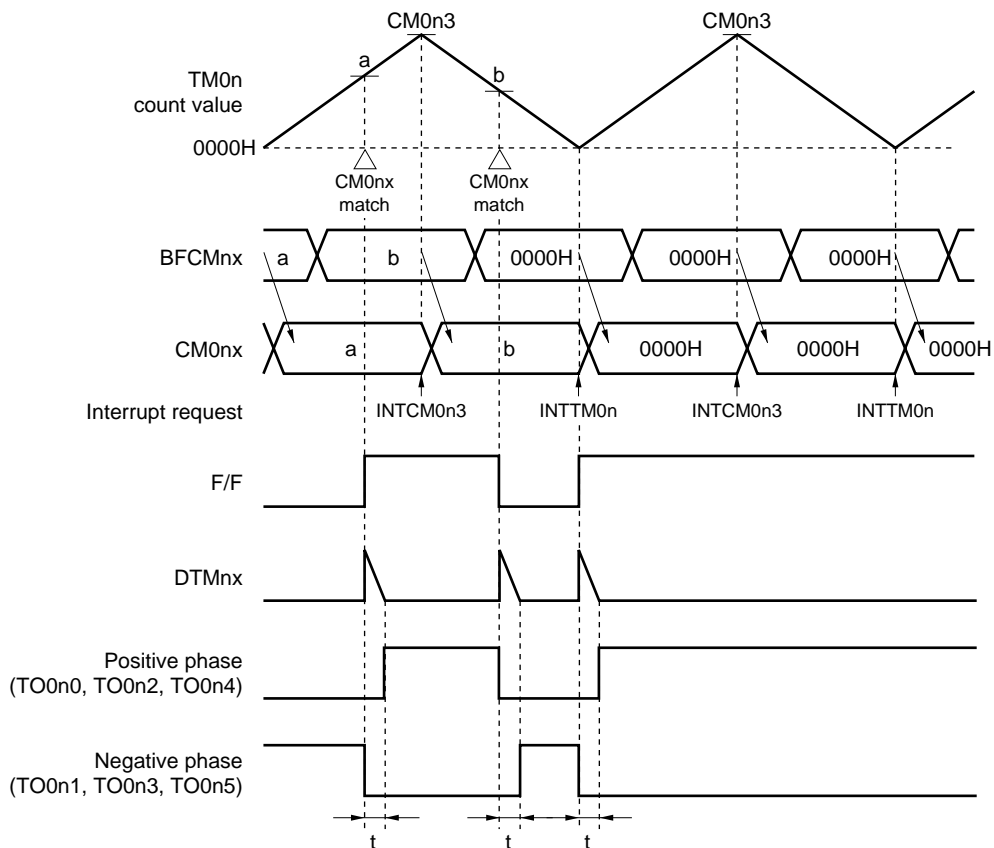 CM0n3 CM0n3
a
b
TM0n
count value
0000H
CM0nx
match
CM0nx
match
BFCMnx a b 0000H 0000H 0000H
CM0nx a b 0000H 0000H 0000H
Interrupt request INTCM0n3 INTTM0n INTCM0n3 INTTM0n
F/F
DTMnx
Positive phase
(TO0n0, TO0n2, TO0n4)
Negative phase
(TO0n1, TO0n3, TO0n5)
t t t